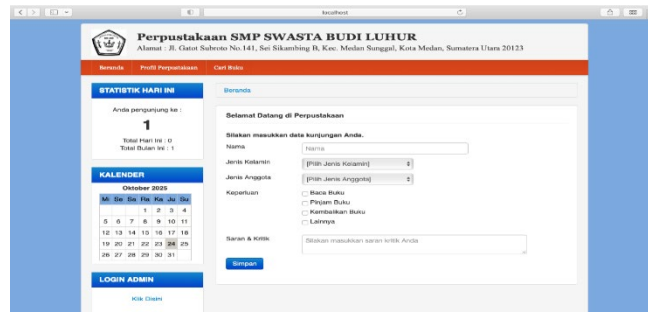 localhost
Perpustakaan SMP SWASTA BUDI LUHUR
Alamat : Jl. Gatot Subroto No.141, Sei Sikambing B, Kec. Medan Sunggal, Kota Medan, Sumatera Utara 20123
Beranda Profil Perpustakaan Cari Buku
STATISTIK HARI INI
Anda pengunjung ke :
1
Total Hari Ini : 0
Total Bulan Ini : 1
KALENDER
Oktober 2025
Mi Se Sa Ra Ka Ju Su
1 2 3 4
5 6 7 8 9 10 11
12 13 14 15 16 17 18
19 20 21 22 23 24 25
26 27 28 29 30 31
LOGIN ADMIN
Klik Disini
Beranda
Selamat Datang di Perpustakaan
Silakan masukkan data kunjungan Anda.
Nama Nama
Jenis Kelamin [Pilih Jenis Kelamin]
Jenis Anggota [Pilih Jenis Anggota]
Keperluan Baca Buku
Pinjam Buku
Kembalikan Buku
Lainnya
Saran & Kritik Silakan masukkan saran kritik Anda
Simpan